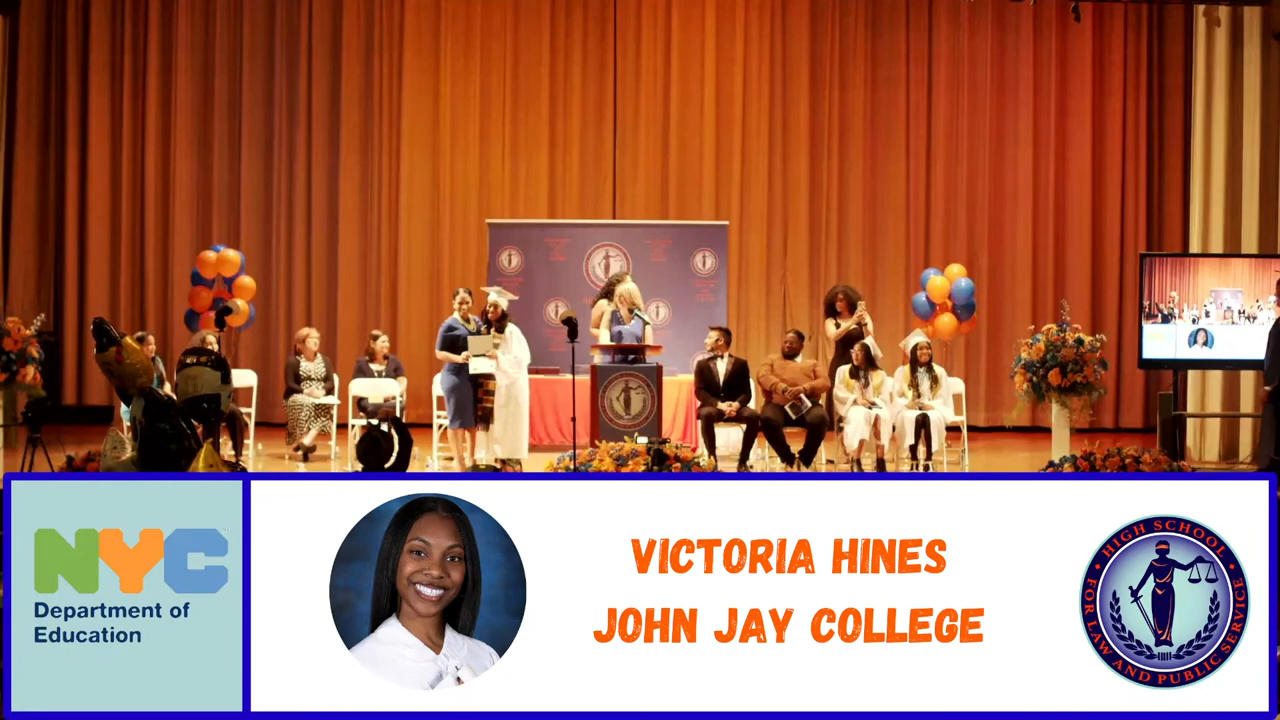 NYC
Department of
Education
VICTORIA HINES
JOHN JAY COLLEGE
HIGH SCHOOL
FOR LAW AND PUBLIC SERVICE